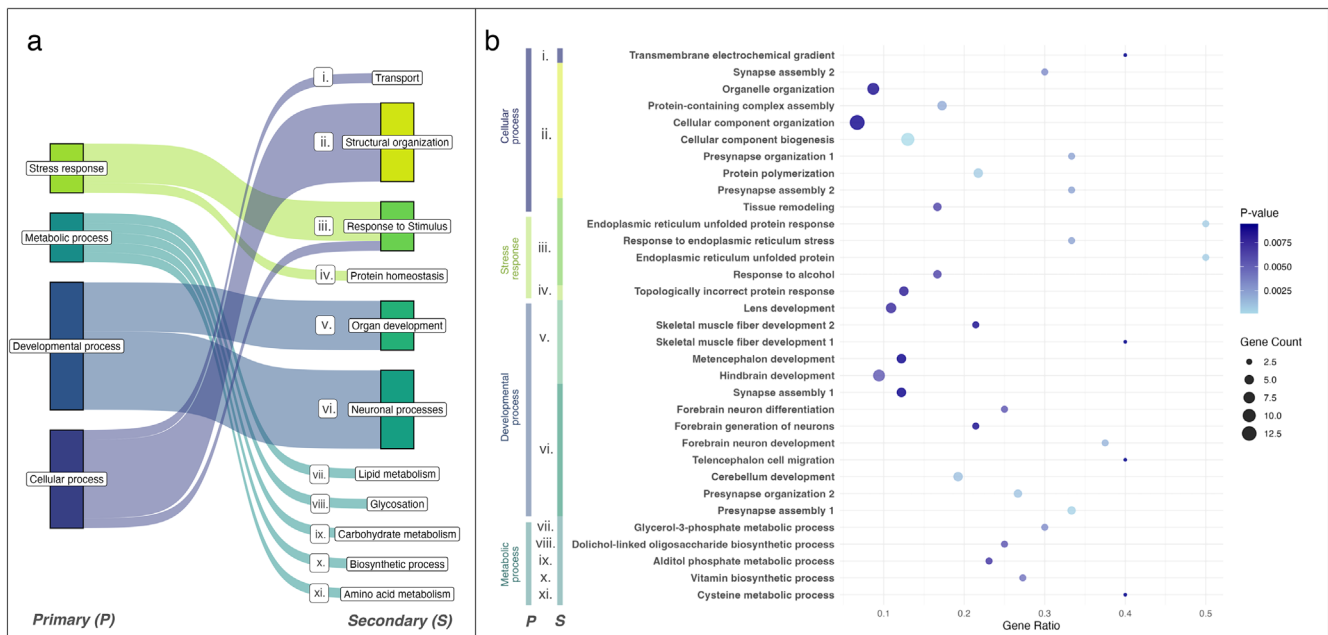 a
i.
Transport
ii.
Structural organization
Stress response
iii.
Response to Stimulus
Metabolic process
iv.
Protein homeostasis
v.
Organ development
Developmental process
vi.
Neuronal processes
Cellular process
vii.
Lipid metabolism
viii.
Glycosation
ix.
Carbohydrate metabolism
x.
Biosynthetic process
xi.
Amino acid metabolism
Primary (P)
Secondary (S)
b
Cellular
process
Stress
response
Developmental
process
Metabolic
process
i.
ii.
iii.
iv.
v.
vi.
vii.
viii.
ix.
x.
xi.
P
S
Transmembrane electrochemical gradient
Synapse assembly 2
Organelle organization
Protein-containing complex assembly
Cellular component organization
Cellular component biogenesis
Presynapse organization 1
Protein polymerization
Presynapse assembly 2
Tissue remodeling
Endoplasmic reticulum unfolded protein response
Response to endoplasmic reticulum stress
Endoplasmic reticulum unfolded protein
Response to alcohol
Topologically incorrect protein response
Lens development
Skeletal muscle fiber development 2
Skeletal muscle fiber development 1
Metencephalon development
Hindbrain development
Synapse assembly 1
Forebrain neuron differentiation
Forebrain generation of neurons
Forebrain neuron development
Telencephalon cell migration
Cerebellum development
Presynapse organization 2
Presynapse assembly 1
Glycerol-3-phosphate metabolic process
Dolichol-linked oligosaccharide biosynthetic process
Alditol phosphate metabolic process
Vitamin biosynthetic process
Cysteine metabolic process
0.1
0.2
0.3
0.4
0.5
Gene Ratio
P-value
0.0075
0.0050
0.0025
Gene Count
2.5
5.0
7.5
10.0
12.5